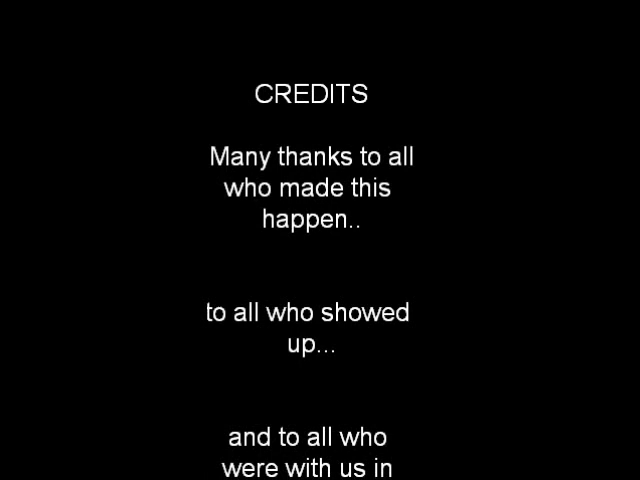 CREDITS
Many thanks to all
who made this
happen..
to all who showed
up...
and to all who
were with us in